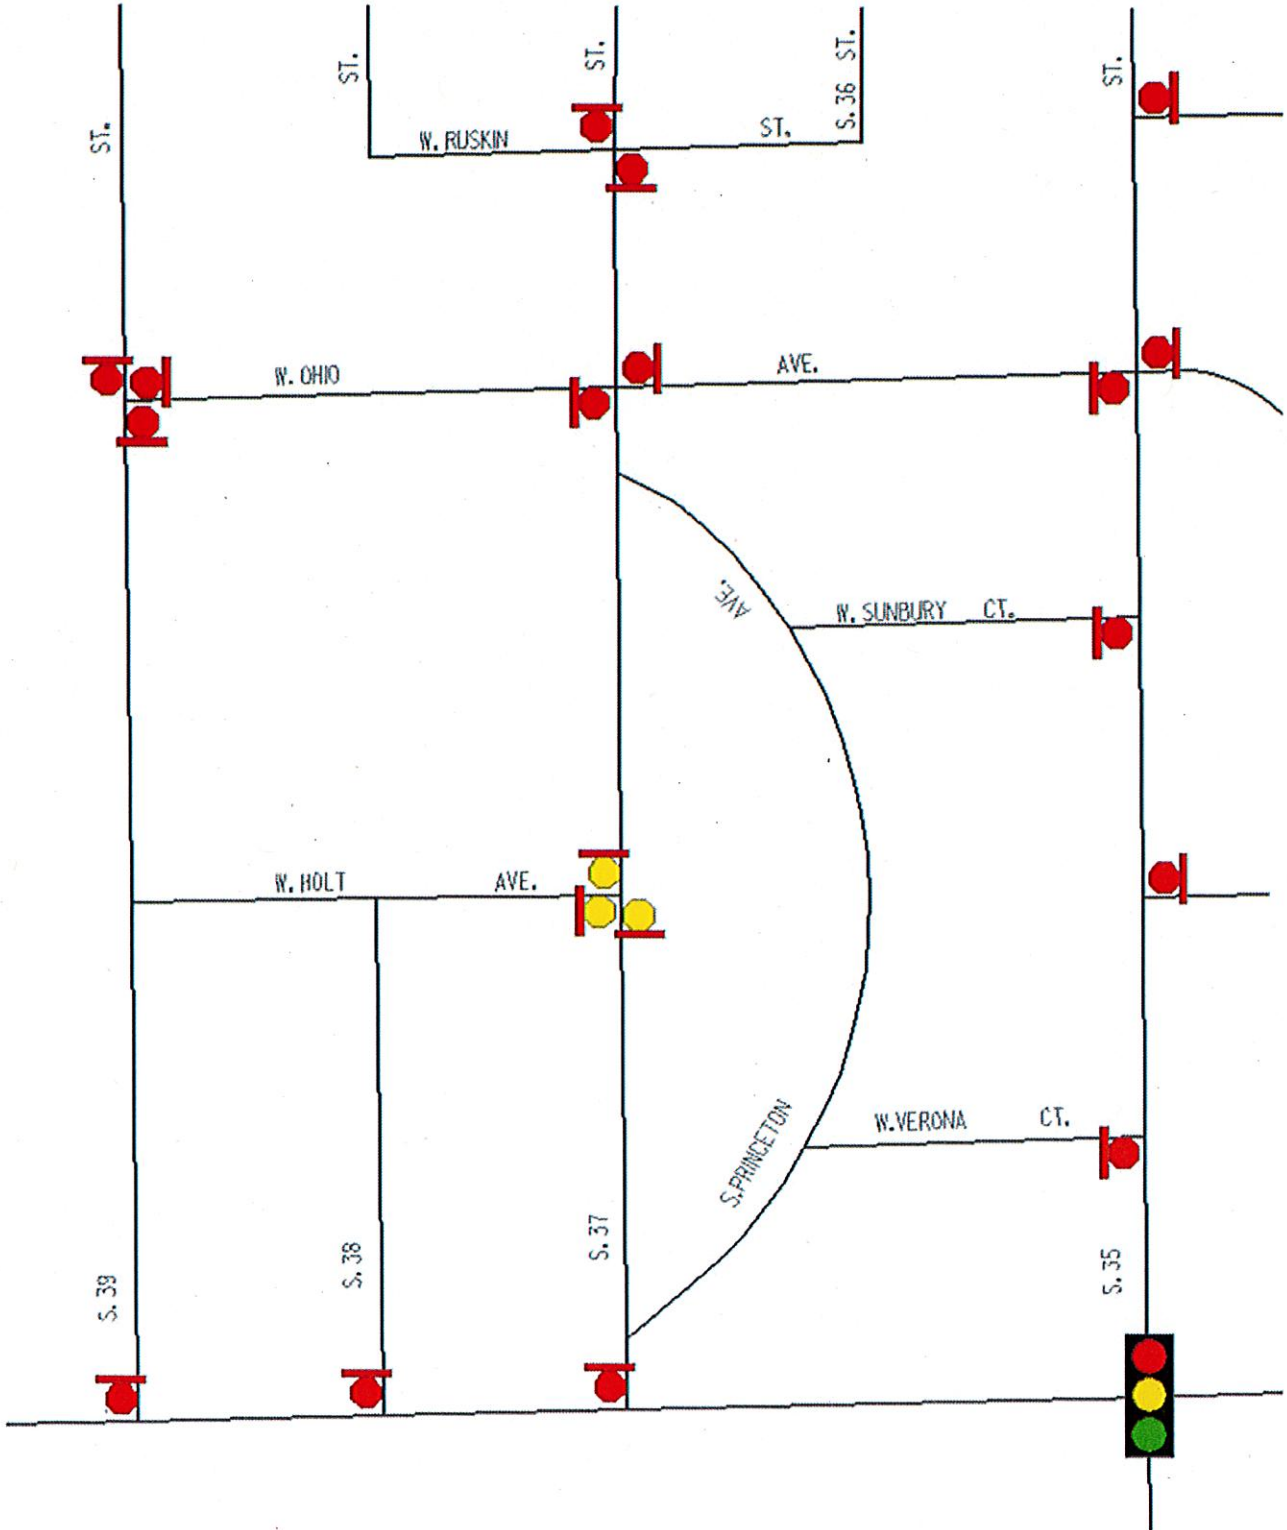 ST.
ST.
ST.
S. 36 ST.
ST.
W. RUSKIN ST.
W. OHIO AVE.
AVE.
W. SUNBURY CT.
W. HOLT AVE.
S. PRINCETON
W. VERONA CT.
S. 39
S. 38
S. 37
S. 35